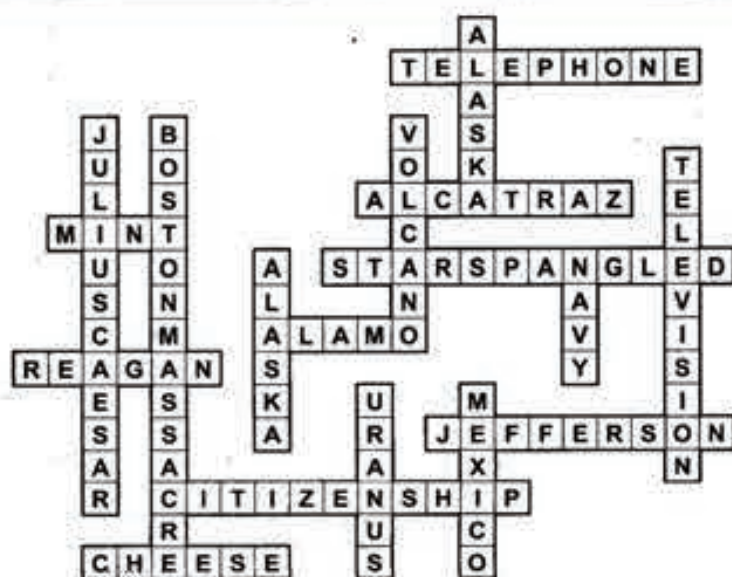 ALASKA
TELEPHONE
JULIUSCAESAR
BOSTONMASSACRE
VOLCANO
TELEVISION
ALCATRAZ
MINT
ALASKA
STARSPANGLED
NAVY
ALAMO
REAGAN
URANUS
MEXICO
JEFFERSON
CITIZENSHIP
CHEESE